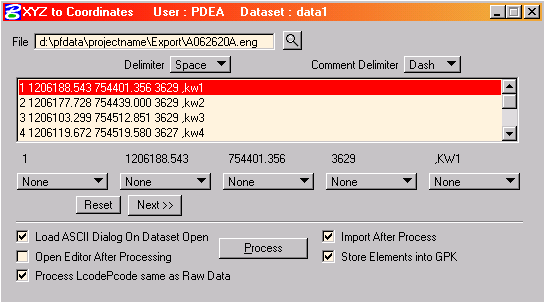 XYZ to Coordinates User : PDEA Dataset : data1
File d:\pfdata\projectname\Export\A062620A.eng
Delimiter Space Comment Delimiter Dash
1 1206188.543 754401.356 3629 ,kw1
2 1206177.728 754439.000 3629 ,kw2
3 1206103.299 754512.851 3629 ,kw3
4 1206119.672 754519.580 3627 ,kw4
1 1206188.543 754401.356 3629 ,KW1
None None None None None
Reset Next >>
Load ASCII Dialog On Dataset Open
Open Editor After Processing
Process LcodePcode same as Raw Data
Process
Import After Process
Store Elements into GPK